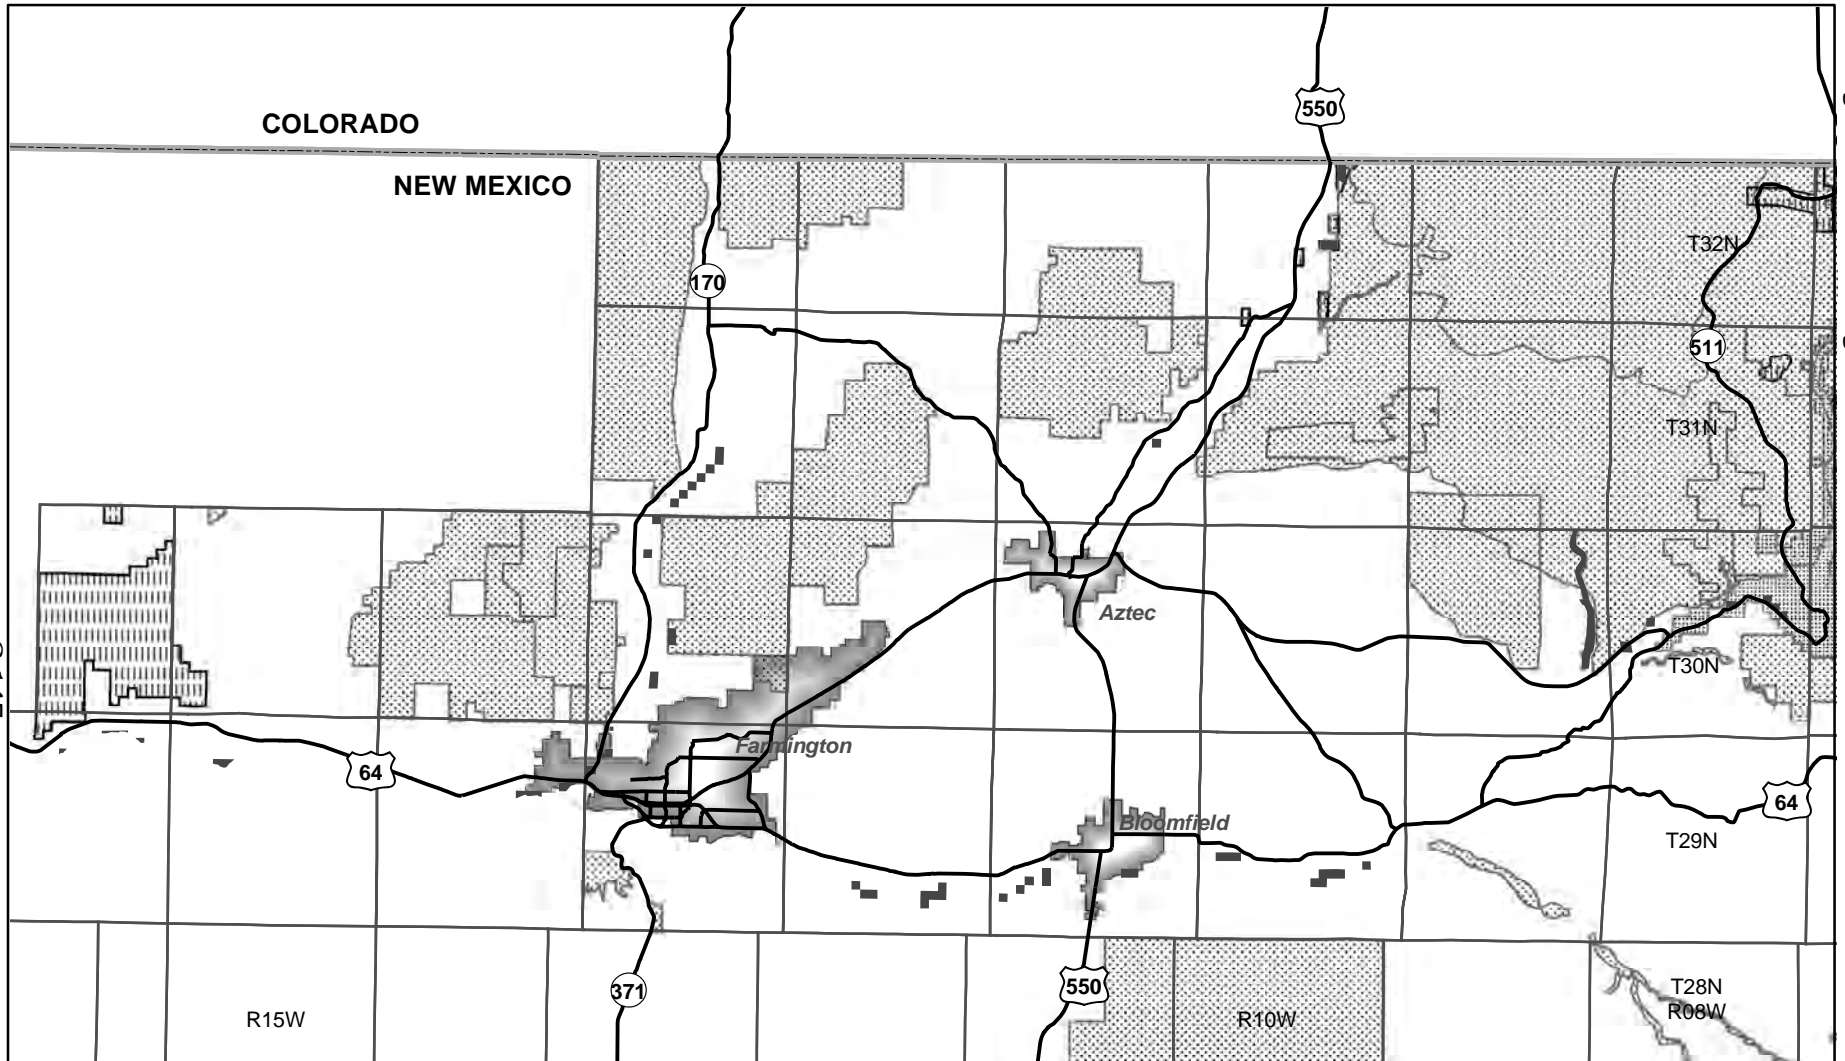 550
COLORADO
NEW MEXICO
T32N
170
511
T31N
Aztec
T30N
Farmington
64
64
Bloomfield
T29N
550
371
T28N
R15W
R10W
R08W